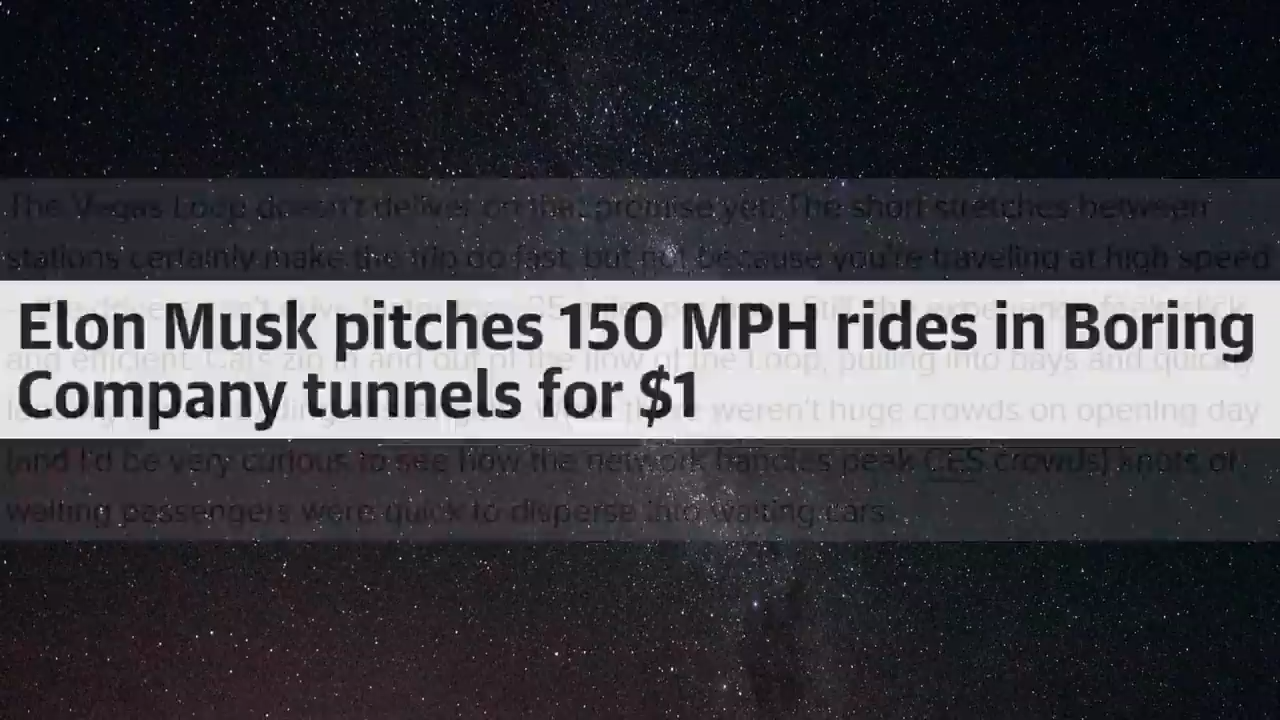 The Vegas Loop doesn't deliver on that promise yet. The short stretches between
stations certainly make the trip go fast, but not because you're traveling at high speed
Elon Musk pitches 150 MPH rides in Boring
Company tunnels for $1
and efficient. Cars zip in and out of the flow of the Loop, pulling into bays and quickly
weren't huge crowds on opening day
(and I'd be very curious to see how the network handles peak CES crowds) knots of
waiting passengers were quick to disperse into waiting cars